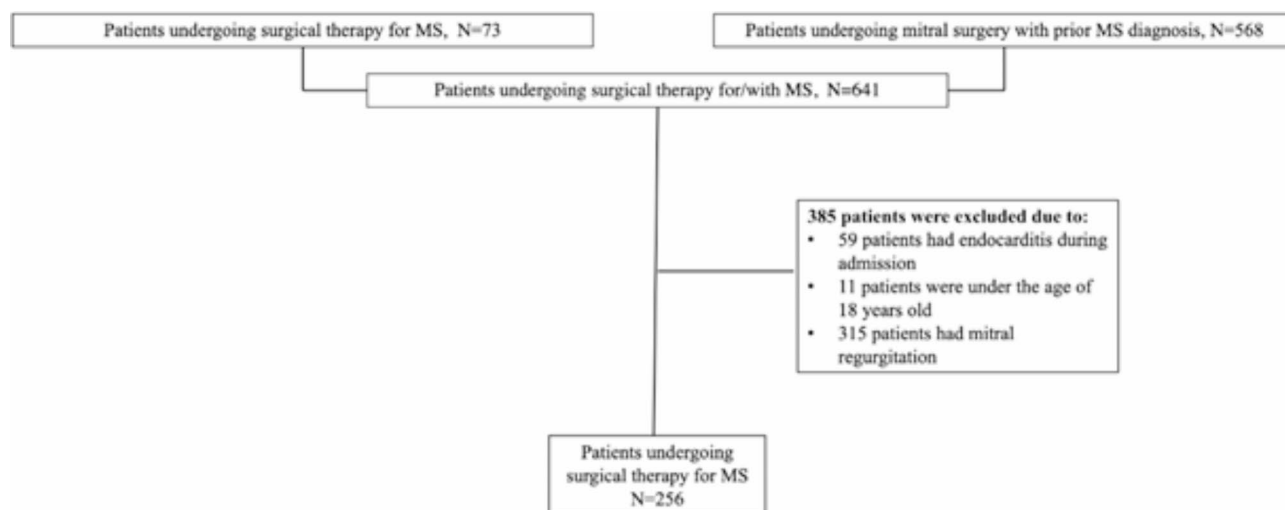 Patients undergoing surgical therapy for MS, N=73
Patients undergoing mitral surgery with prior MS diagnosis, N=568
Patients undergoing surgical therapy for/with MS, N=641
385 patients were excluded due to:
• 59 patients had endocarditis during
admission
• 11 patients were under the age of
18 years old
• 315 patients had mitral
regurgitation
Patients undergoing
surgical therapy for MS
N=256